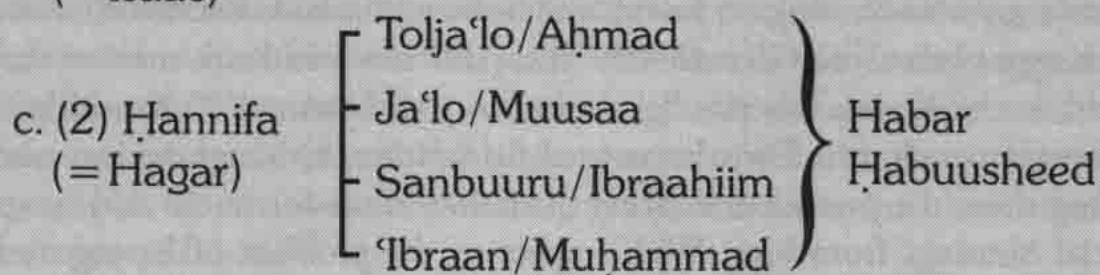 Tolja‘lo/Aḥmad
c. (2) Ḥannifa
(=Hagar)
Ja‘lo/Muusaa
Sanbuuru/Ibraahiim
‘Ibraan/Muḥammad
Habar
Ḥabuusheed